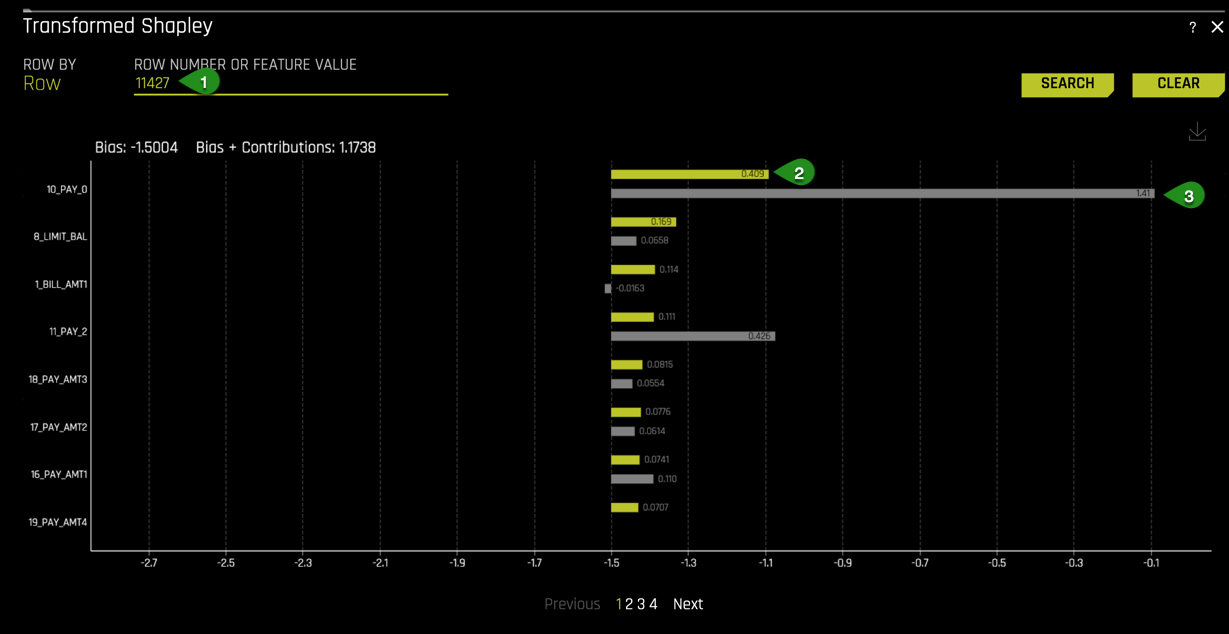 Transformed Shapley
? ×
ROW BY
Row
ROW NUMBER OR FEATURE VALUE
11427
1
SEARCH
CLEAR
Bias: -1.5004 Bias + Contributions: 1.1738
0.409
2
10_PAY_0
1.41
3
0.159
8_LIMIT_BAL
0.0658
0.114
1_BILL_AMT1
-0.0163
0.111
11_PAY_2
0.426
0.0815
18_PAY_AMT3
0.0554
0.0776
17_PAY_AMT2
0.0614
0.0741
16_PAY_AMT1
0.110
0.0707
19_PAY_AMT4
-2.7 -2.5 -2.3 -2.1 -1.9 -1.7 -1.5 -1.3 -1.1 -0.9 -0.7 -0.5 -0.3 -0.1
Previous 1 2 3 4 Next